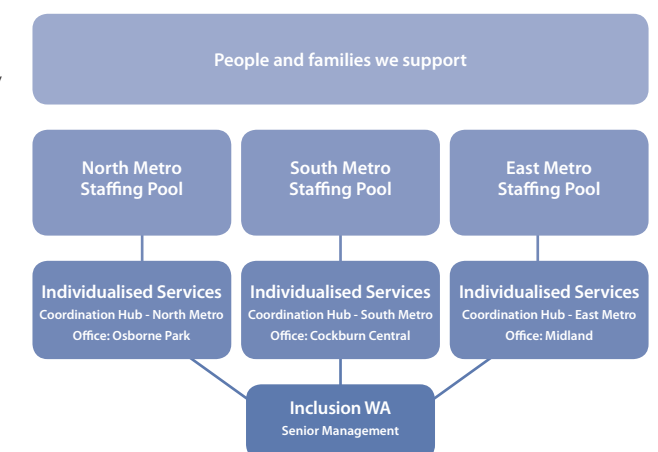 People and families we support
North Metro
Staffing Pool
South Metro
Staffing Pool
East Metro
Staffing Pool
Individualised Services
Coordination Hub - North Metro
Office: Osborne Park
Individualised Services
Coordination Hub - South Metro
Office: Cockburn Central
Individualised Services
Coordination Hub - East Metro
Office: Midland
Inclusion WA
Senior Management